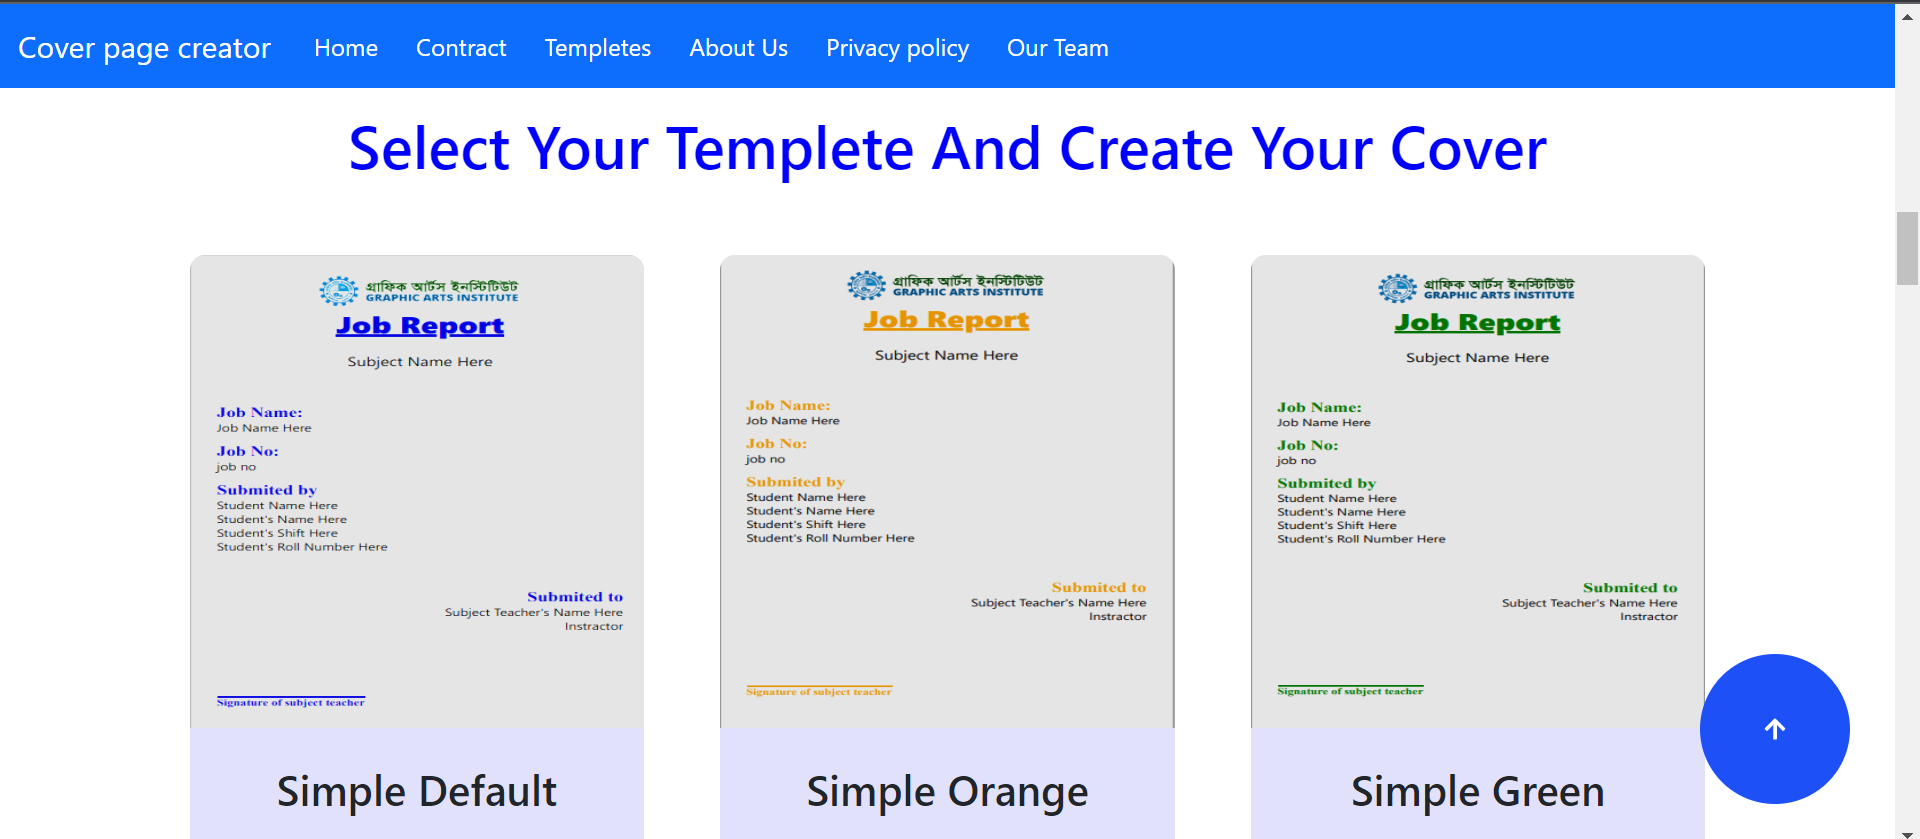 Cover page creator Home Contract Templetes About Us Privacy policy Our Team
Select Your Templete And Create Your Cover
গ্রাফিক আর্টস ইনস্টিটিউট
GRAPHIC ARTS INSTITUTE
Job Report
Subject Name Here
Job Name:
Job Name Here
Job No:
job no
Submited by
Student Name Here
Student's Name Here
Student's Shift Here
Student's Roll Number Here
Submited to
Subject Teacher's Name Here
Instractor
Signature of subject teacher
Simple Default
গ্রাফিক আর্টস ইনস্টিটিউট
GRAPHIC ARTS INSTITUTE
Job Report
Subject Name Here
Job Name:
Job Name Here
Job No:
job no
Submited by
Student Name Here
Student's Name Here
Student's Shift Here
Student's Roll Number Here
Submited to
Subject Teacher's Name Here
Instractor
Signature of subject teacher
Simple Orange
গ্রাফিক আর্টস ইনস্টিটিউট
GRAPHIC ARTS INSTITUTE
Job Report
Subject Name Here
Job Name:
Job Name Here
Job No:
job no
Submited by
Student Name Here
Student's Name Here
Student's Shift Here
Student's Roll Number Here
Submited to
Subject Teacher's Name Here
Instractor
Signature of subject teacher
Simple Green